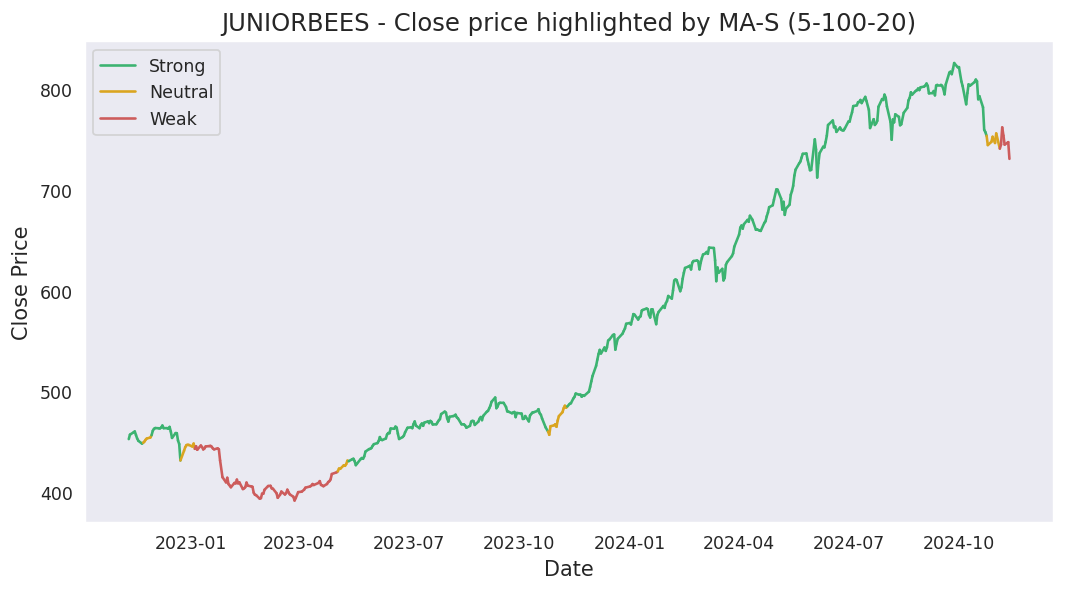 JUNIORBEES - Close price highlighted by MA-S (5-100-20)
Strong
Neutral
Weak
Close Price
800
700
600
500
400
2023-01 2023-04 2023-07 2023-10 2024-01 2024-04 2024-07 2024-10
Date